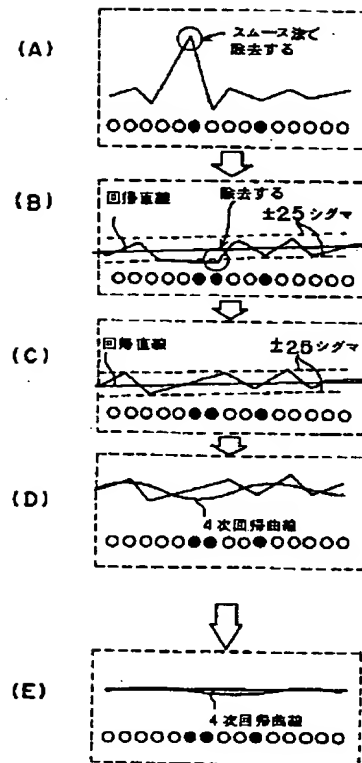 (A)
スムース法で
除去する
(B)
回帰直線
除去する
±2.5 シグマ
(C)
回帰直線
±2.5 シグマ
(D)
4次回帰曲線
(E)
4次回帰曲線